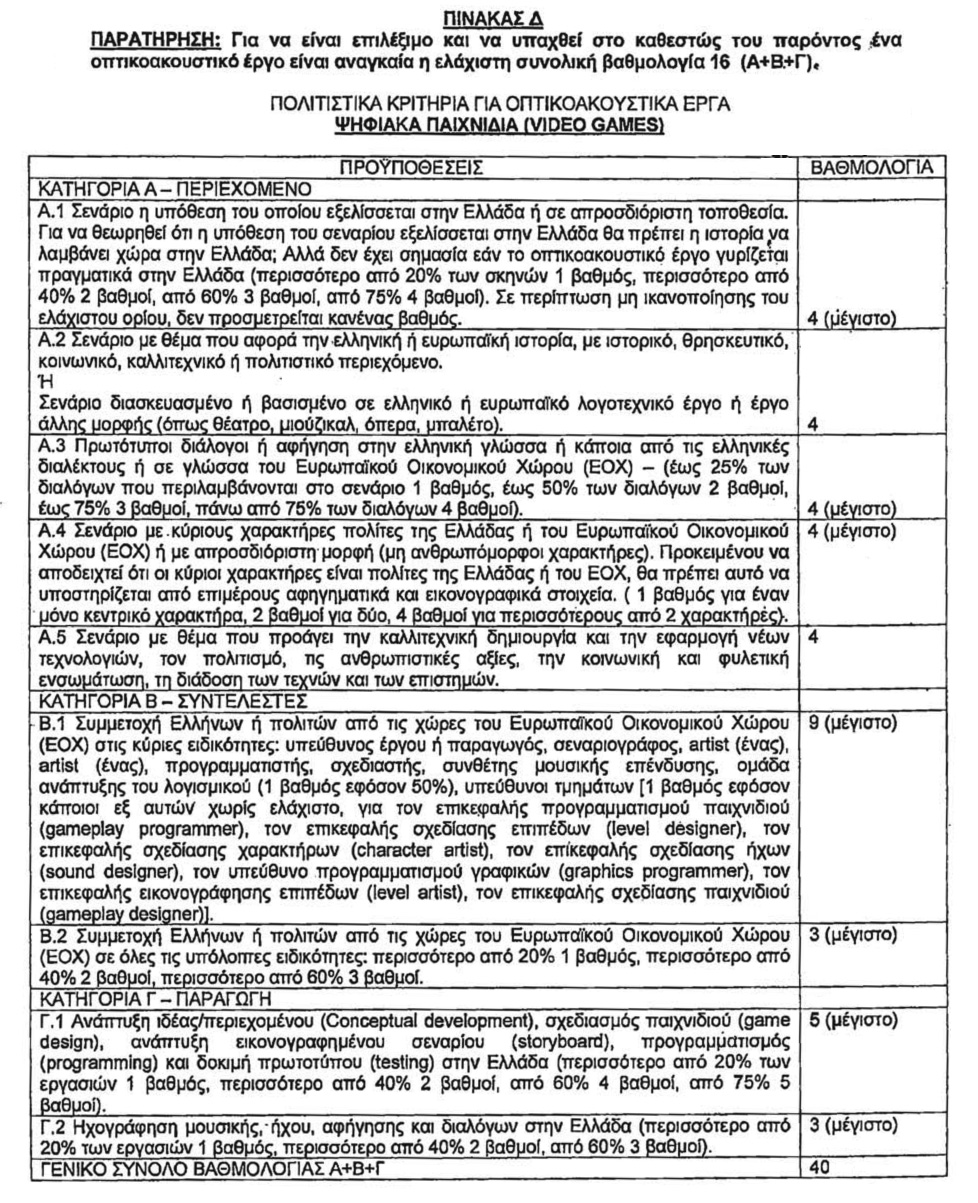 ΠΙΝΑΚΑΣ Δ
ΠΑΡΑΤΗΡΗΣΗ: Για να είναι επιλέξιμο και να υπαχθεί στο καθεστώς του παρόντος ένα
οπτικοακουστικό έργο είναι αναγκαία η ελάχιστη συνολική βαθμολογία 16 (Α+Β+Γ).
ΠΟΛΙΤΙΣΤΙΚΑ ΚΡΙΤΗΡΙΑ ΓΙΑ ΟΠΤΙΚΟΑΚΟΥΣΤΙΚΑ ΕΡΓΑ
ΨΗΦΙΑΚΑ ΠΑΙΧΝΙΔΙΑ (VIDEO GAMES)
ΠΡΟΫΠΟΘΕΣΕΙΣ ΒΑΘΜΟΛΟΓΙΑ
ΚΑΤΗΓΟΡΙΑ Α – ΠΕΡΙΕΧΟΜΕΝΟ
Α.1 Σενάριο η υπόθεση του οποίου εξελίσσεται στην Ελλάδα ή σε απροσδιόριστη τοποθεσία.
Για να θεωρηθεί ότι η υπόθεση του σεναρίου εξελίσσεται στην Ελλάδα θα πρέπει η ιστορία να
λαμβάνει χώρα στην Ελλάδα; Αλλά δεν έχει σημασία εάν το οπτικοακουστικό έργο γυρίζεται
πραγματικά στην Ελλάδα (περισσότερο από 20% των σκηνών 1 βαθμός, περισσότερο από
40% 2 βαθμοί, από 60% 3 βαθμοί, από 75% 4 βαθμοί). Σε περίπτωση μη ικανοποίησης του
ελάχιστου ορίου, δεν προσμετρείται κανένας βαθμός. 4 (μέγιστο)
Α.2 Σενάριο με θέμα που αφορά την ελληνική ή ευρωπαϊκή ιστορία, με ιστορικό, θρησκευτικό,
κοινωνικό, καλλιτεχνικό ή πολιτιστικό περιεχόμενο.
Ή
Σενάριο διασκευασμένο ή βασισμένο σε ελληνικό ή ευρωπαϊκό λογοτεχνικό έργο ή έργο
άλλης μορφής (όπως θέατρο, μιούζικαλ, όπερα, μπαλέτο). 4
Α.3 Πρωτότυποι διάλογοι ή αφήγηση στην ελληνική γλώσσα ή κάποια από τις ελληνικές
διαλέκτους ή σε γλώσσα του Ευρωπαϊκού Οικονομικού Χώρου (ΕΟΧ) – (έως 25% των
διαλόγων που περιλαμβάνονται στο σενάριο 1 βαθμός, έως 50% των διαλόγων 2 βαθμοί,
έως 75% 3 βαθμοί, πάνω από 75% των διαλόγων 4 βαθμοί). 4 (μέγιστο)
Α.4 Σενάριο με κύριους χαρακτήρες πολίτες της Ελλάδας ή του Ευρωπαϊκού Οικονομικού 4 (μέγιστο)
Χώρου (ΕΟΧ) ή με απροσδιόριστη μορφή (μη ανθρωπόμορφοι χαρακτήρες). Προκειμένου να
αποδειχτεί ότι οι κύριοι χαρακτήρες είναι πολίτες της Ελλάδας ή του ΕΟΧ, θα πρέπει αυτό να
υποστηρίζεται από επιμέρους αφηγηματικά και εικονογραφικά στοιχεία. ( 1 βαθμός για έναν
μόνο κεντρικό χαρακτήρα, 2 βαθμοί για δύο, 4 βαθμοί για περισσότερους από 2 χαρακτήρες).
Α.5 Σενάριο με θέμα που προάγει την καλλιτεχνική δημιουργία και την εφαρμογή νέων 4
τεχνολογιών, τον πολιτισμό, τις ανθρωπιστικές αξίες, την κοινωνική και φυλετική
ενσωμάτωση, τη διάδοση των τεχνών και των επιστημών.
ΚΑΤΗΓΟΡΙΑ Β – ΣΥΝΤΕΛΕΣΤΕΣ
Β.1 Συμμετοχή Ελλήνων ή πολιτών από τις χώρες του Ευρωπαϊκού Οικονομικού Χώρου 9 (μέγιστο)
(ΕΟΧ) στις κύριες ειδικότητες: υπεύθυνος έργου ή παραγωγός, σεναριογράφος, artist (ένας),
artist (ένας), προγραμματιστής, σχεδιαστής, συνθέτης μουσικής επένδυσης, ομάδα
ανάπτυξης του λογισμικού (1 βαθμός εφόσον 50%), υπεύθυνοι τμημάτων [1 βαθμός εφόσον
κάποιοι εξ αυτών χωρίς ελάχιστο, για τον επικεφαλής προγραμματισμού παιχνιδιού
(gameplay programmer), τον επικεφαλής σχεδίασης επιπέδων (level designer), τον
επικεφαλής σχεδίασης χαρακτήρων (character artist), τον επικεφαλής σχεδίασης ήχων
(sound designer), τον υπεύθυνο προγραμματισμού γραφικών (graphics programmer), τον
επικεφαλής εικονογράφησης επιπέδων (level artist), τον επικεφαλής σχεδίασης παιχνιδιού
(gameplay designer)].
Β.2 Συμμετοχή Ελλήνων ή πολιτών από τις χώρες του Ευρωπαϊκού Οικονομικού Χώρου 3 (μέγιστο)
(ΕΟΧ) σε όλες τις υπόλοιπες ειδικότητες: περισσότερο από 20% 1 βαθμός, περισσότερο από
40% 2 βαθμοί, περισσότερο από 60% 3 βαθμοί.
ΚΑΤΗΓΟΡΙΑ Γ – ΠΑΡΑΓΩΓΗ
Γ.1 Ανάπτυξη ιδέας/περιεχομένου (Conceptual development), σχεδιασμός παιχνιδιού (game 5 (μέγιστο)
design), ανάπτυξη εικονογραφημένου σεναρίου (storyboard), προγραμματισμός
(programming) και δοκιμή πρωτοτύπου (testing) στην Ελλάδα (περισσότερο από 20% των
εργασιών 1 βαθμός, περισσότερο από 40% 2 βαθμοί, από 60% 4 βαθμοί, από 75% 5
βαθμοί).
Γ.2 Ηχογράφηση μουσικής, ήχου, αφήγησης και διαλόγων στην Ελλάδα (περισσότερο από 3 (μέγιστο)
20% των εργασιών 1 βαθμός, περισσότερο από 40% 2 βαθμοί, από 60% 3 βαθμοί).
ΓΕΝΙΚΟ ΣΥΝΟΛΟ ΒΑΘΜΟΛΟΓΙΑΣ Α+Β+Γ 40